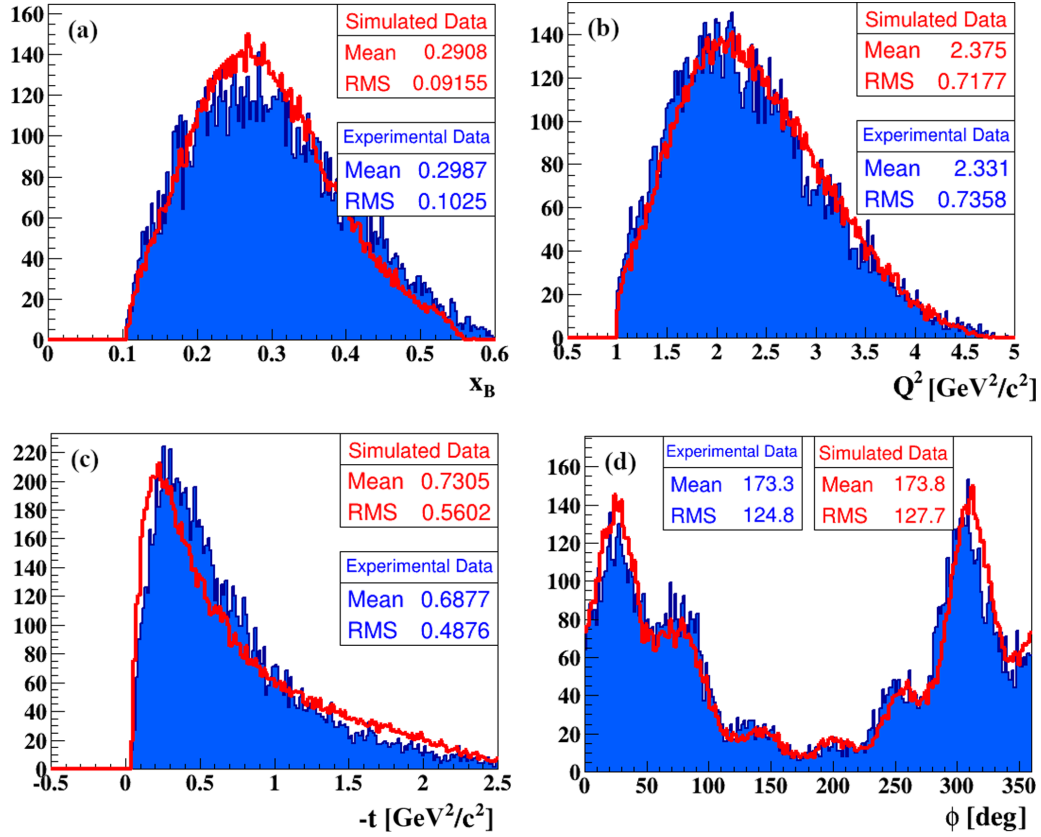 (a)
Simulated Data
Mean 0.2908
RMS 0.09155
Experimental Data
Mean 0.2987
RMS 0.1025
160
140
120
100
80
60
40
20
0
0 0.1 0.2 0.3 0.4 0.5 0.6
x_B
(b)
Simulated Data
Mean 2.375
RMS 0.7177
Experimental Data
Mean 2.331
RMS 0.7358
140
120
100
80
60
40
20
0
0.5 1 1.5 2 2.5 3 3.5 4 4.5 5
Q² [GeV²/c²]
(c)
Simulated Data
Mean 0.7305
RMS 0.5602
Experimental Data
Mean 0.6877
RMS 0.4876
220
200
180
160
140
120
100
80
60
40
20
0
-0.5 0 0.5 1 1.5 2 2.5
-t [GeV²/c²]
(d)
Experimental Data
Mean 173.3
RMS 124.8
Simulated Data
Mean 173.8
RMS 127.7
160
140
120
100
80
60
40
20
0
0 50 100 150 200 250 300 350
ϕ [deg]